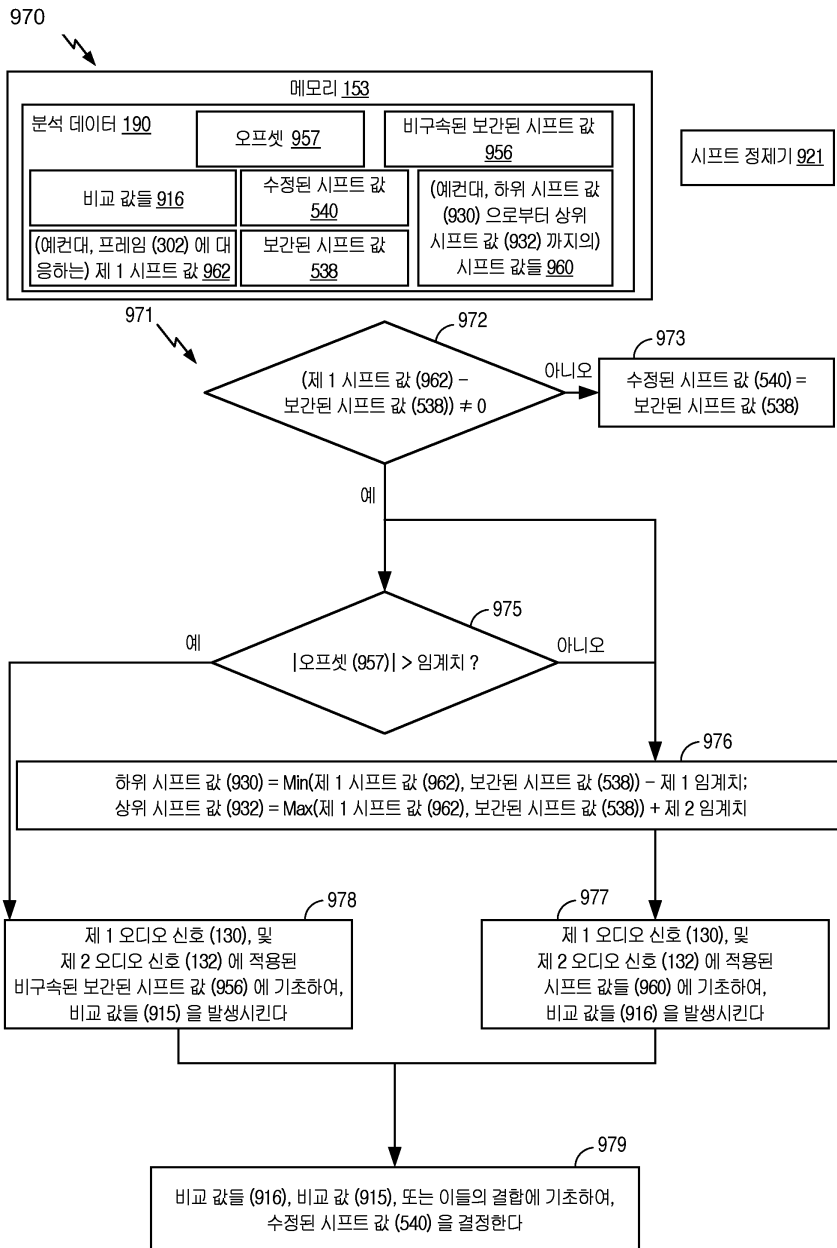 970
메모리 153
분석 데이터 190
오프셋 957
비구속된 보간된 시프트 값
956
시프트 정제기 921
비교 값들 916
수정된 시프트 값
540
(예컨대, 하위 시프트 값
(930) 으로부터 상위
시프트 값 (932) 까지의)
시프트 값들 960
(예컨대, 프레임 (302) 에 대
응하는) 제 1 시프트 값 962
보간된 시프트 값
538
971
972
(제 1 시프트 값 (962) –
보간된 시프트 값 (538)) ≠ 0
아니오
973
수정된 시프트 값 (540) =
보간된 시프트 값 (538)
예
975
예
|오프셋 (957)| > 임계치 ?
아니오
976
하위 시프트 값 (930) = Min(제 1 시프트 값 (962), 보간된 시프트 값 (538)) – 제 1 임계치;
상위 시프트 값 (932) = Max(제 1 시프트 값 (962), 보간된 시프트 값 (538)) + 제 2 임계치
978
제 1 오디오 신호 (130), 및
제 2 오디오 신호 (132) 에 적용된
비구속된 보간된 시프트 값 (956) 에 기초하여,
비교 값들 (915) 을 발생시킨다
977
제 1 오디오 신호 (130), 및
제 2 오디오 신호 (132) 에 적용된
시프트 값들 (960) 에 기초하여,
비교 값들 (916) 을 발생시킨다
979
비교 값들 (916), 비교 값 (915), 또는 이들의 결합에 기초하여,
수정된 시프트 값 (540) 을 결정한다